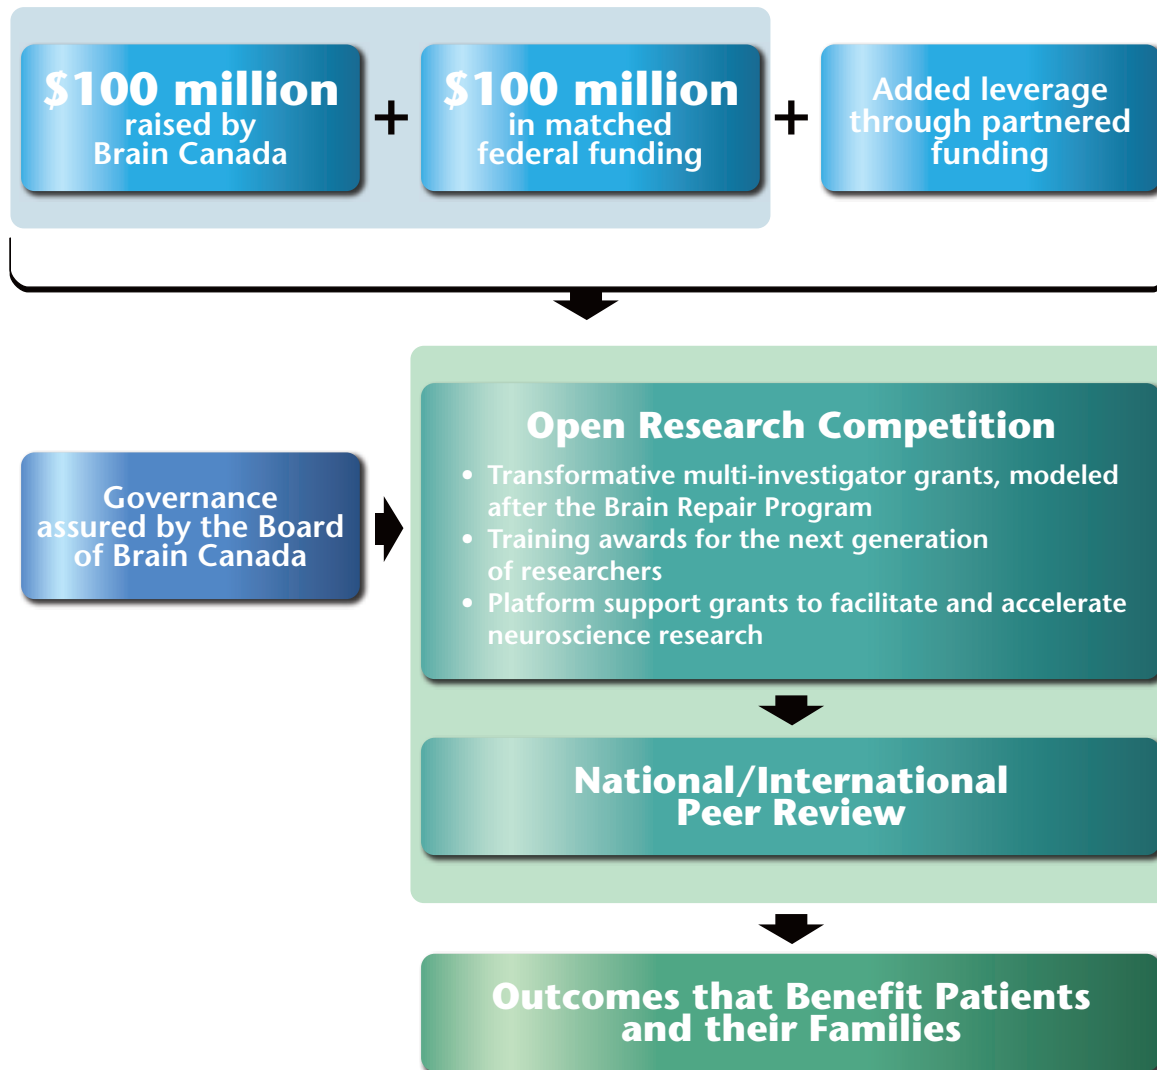 $100 million
raised by
Brain Canada
+
$100 million
in matched
federal funding
+
Added leverage
through partnered
funding
Governance
assured by the Board
of Brain Canada
Open Research Competition
• Transformative multi-investigator grants, modeled
after the Brain Repair Program
• Training awards for the next generation
of researchers
• Platform support grants to facilitate and accelerate
neuroscience research
National/International
Peer Review
Outcomes that Benefit Patients
and their Families